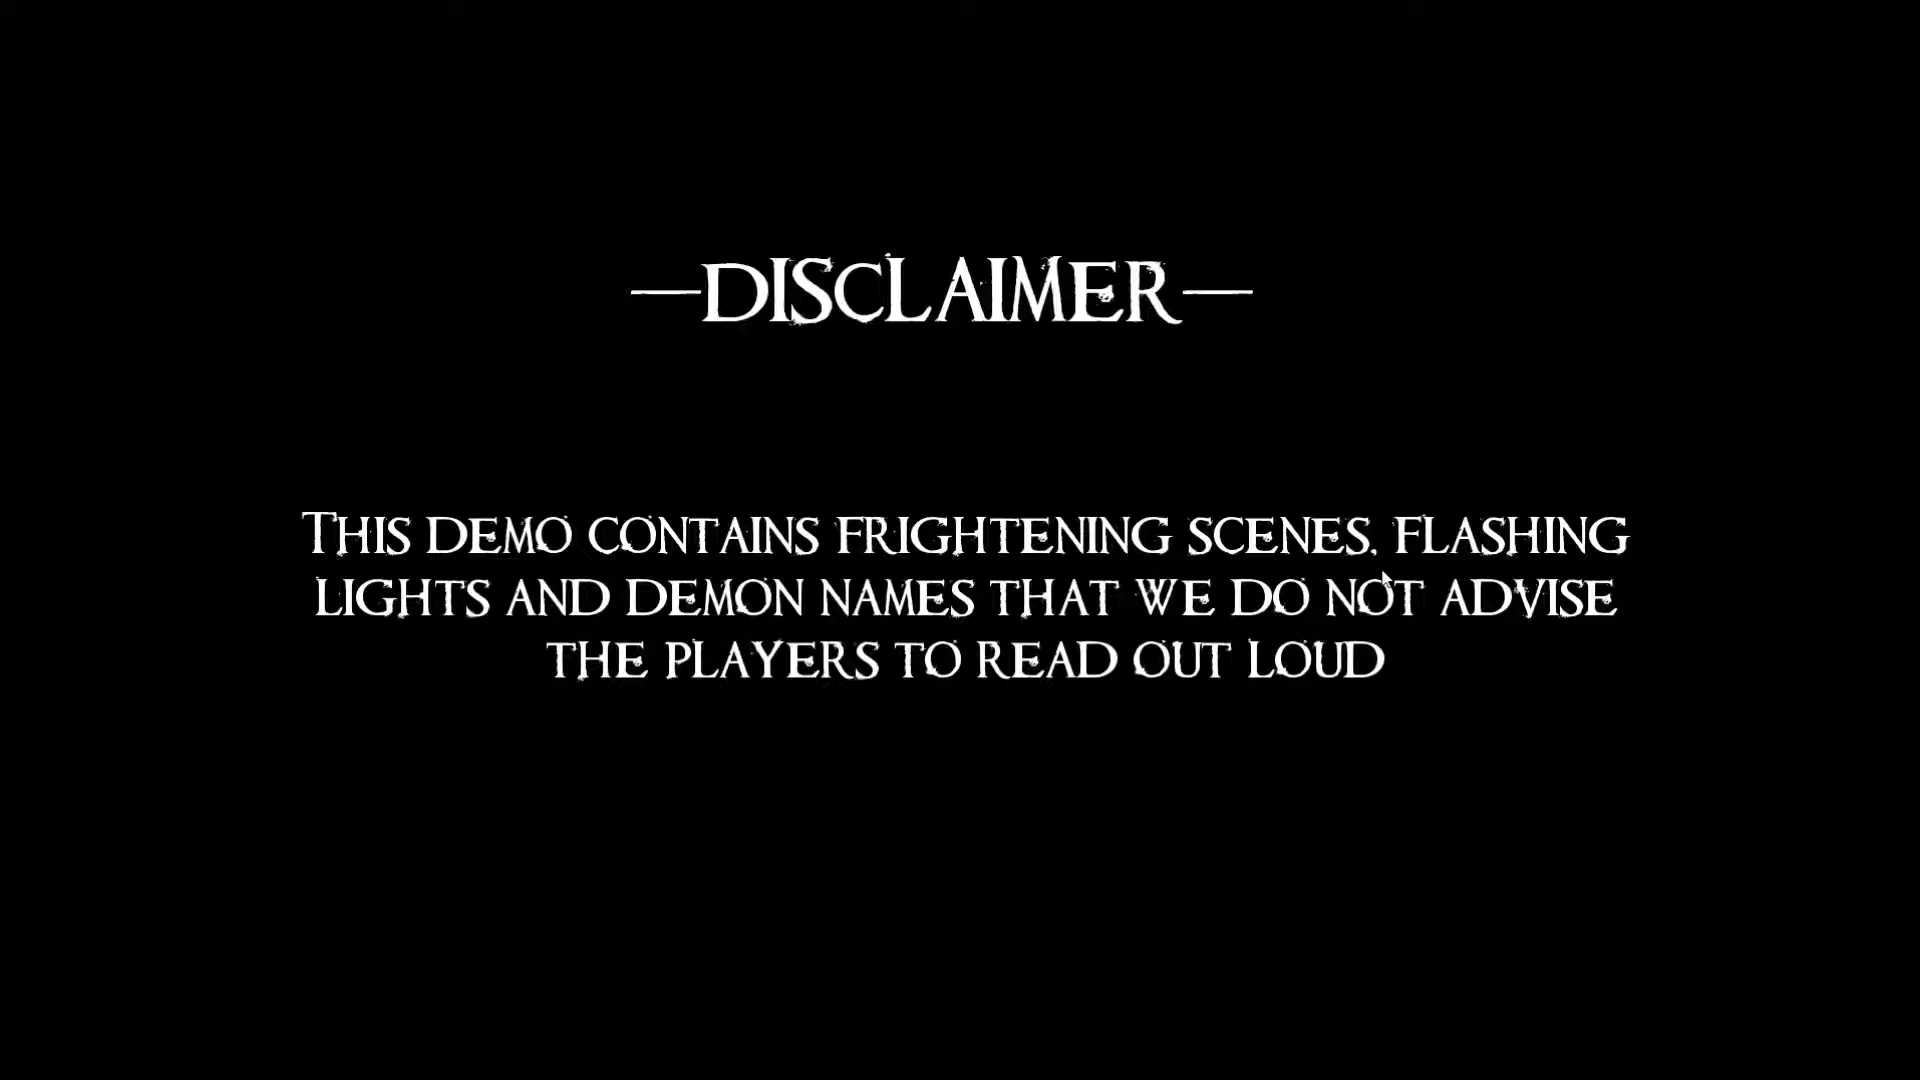 —DISCLAIMER—
This demo contains frightening scenes, flashing
lights and demon names that we do not advise
the players to read out loud